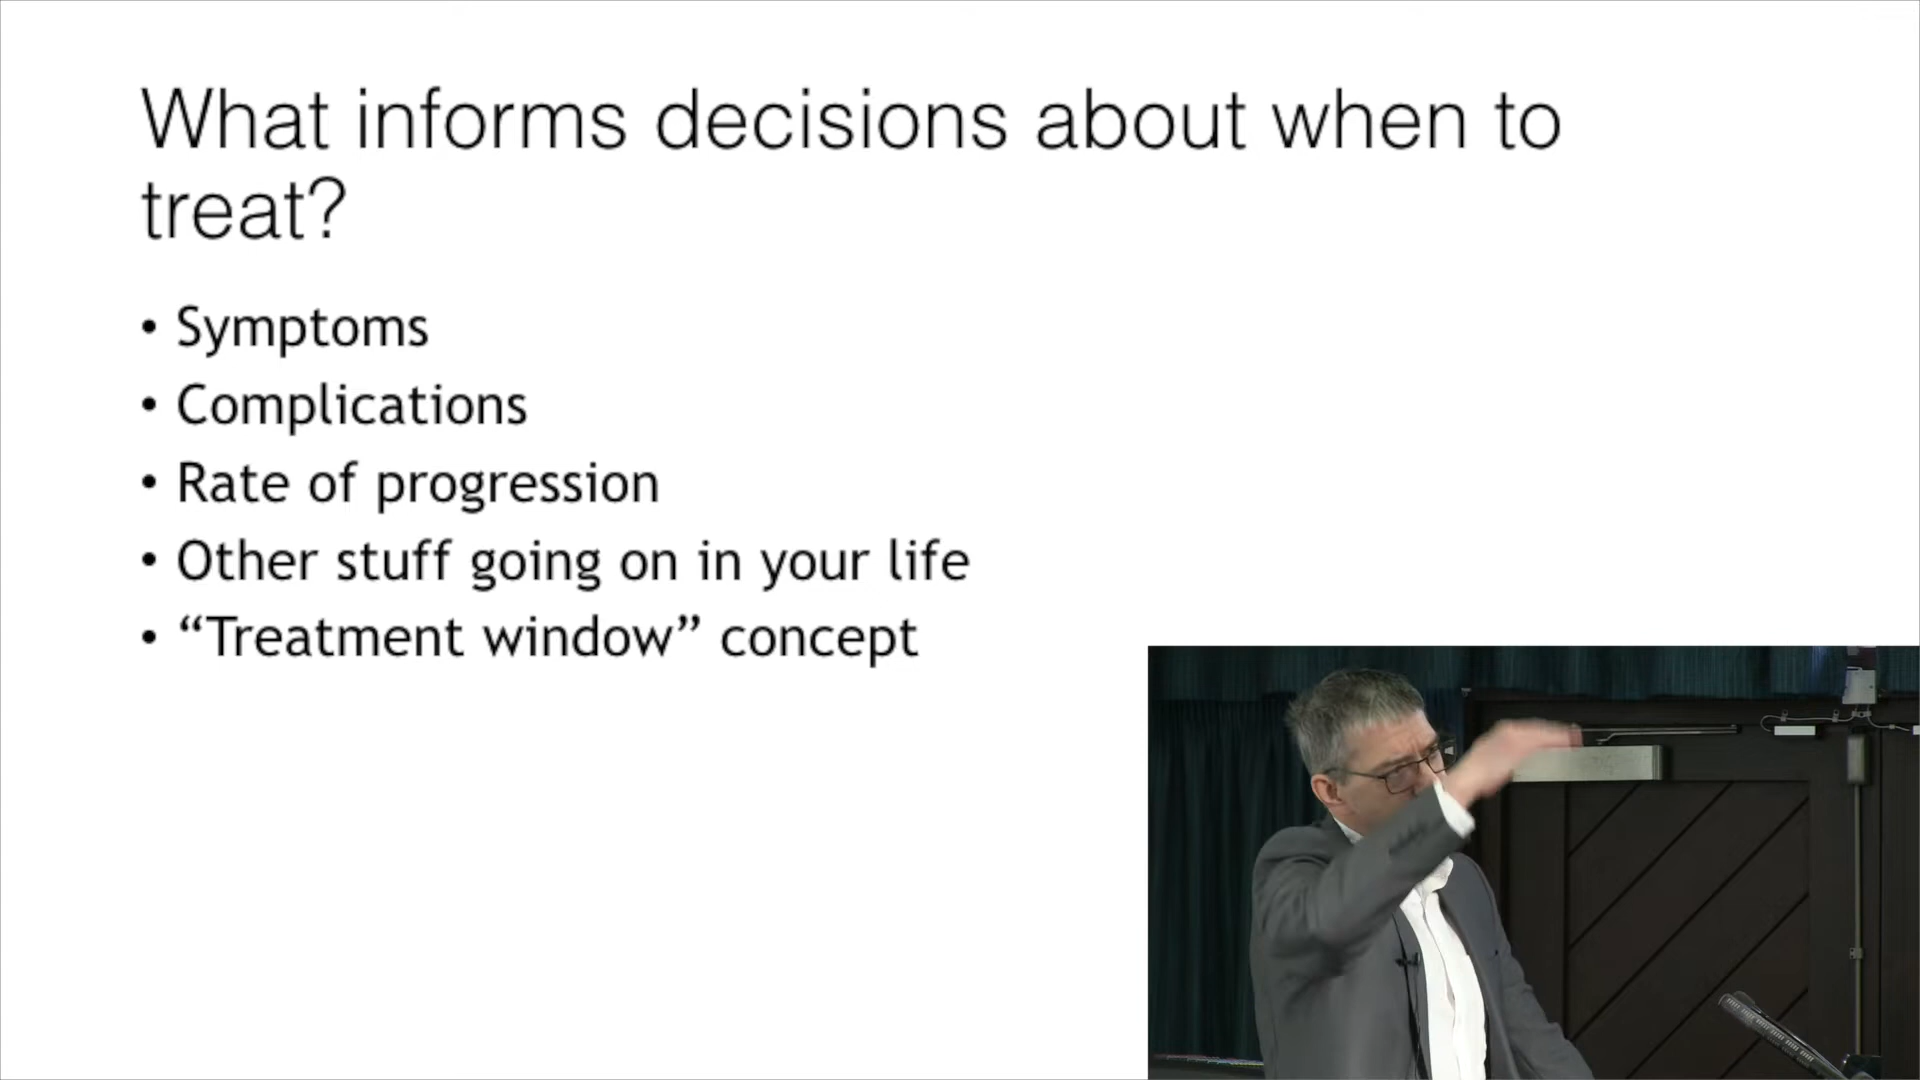 What informs decisions about when to
treat?
• Symptoms
• Complications
• Rate of progression
• Other stuff going on in your life
• “Treatment window” concept